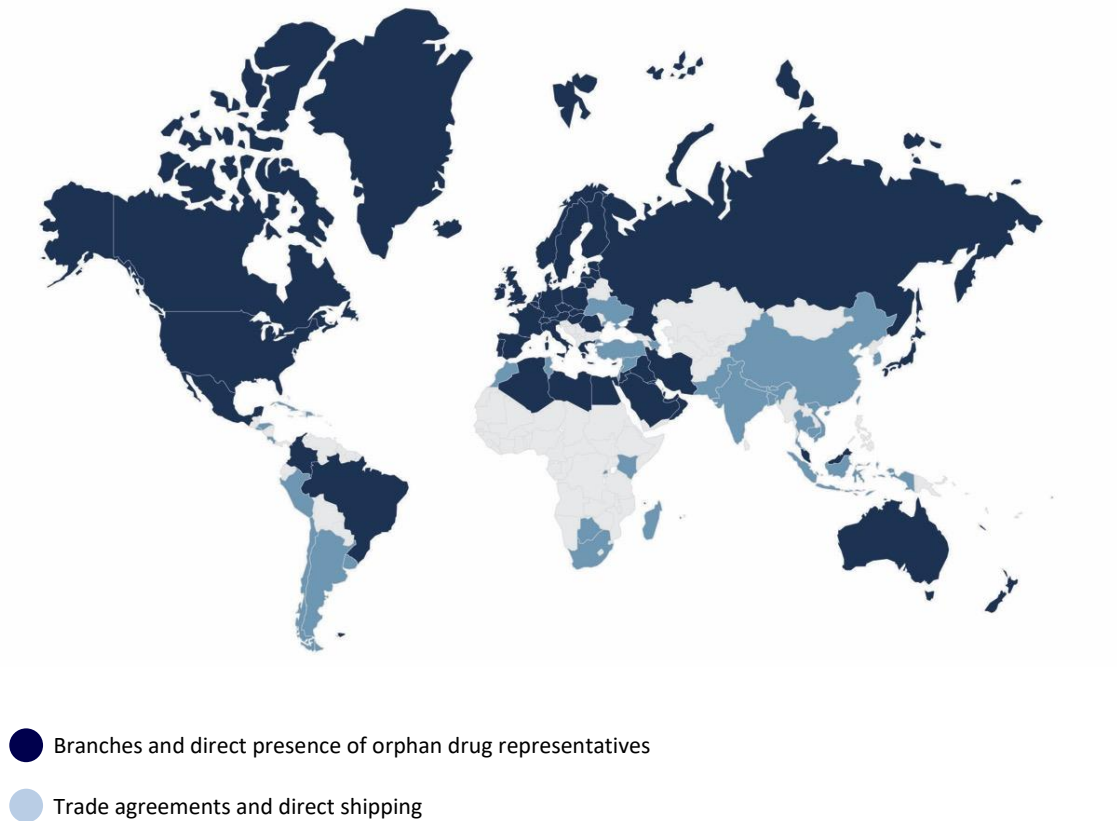 Branches and direct presence of orphan drug representatives
Trade agreements and direct shipping